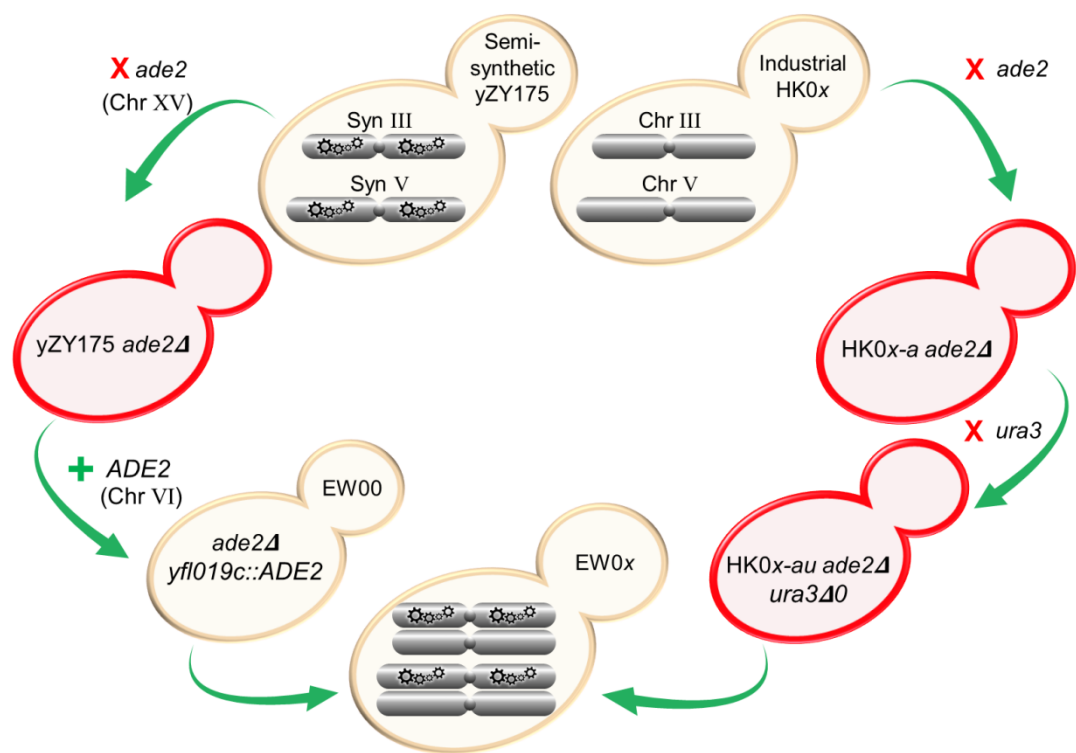 X ade2
(Chr XV)
Semi-
synthetic
yZY175
Syn III
Syn V
Industrial
HK0x
Chr III
Chr V
X ade2
yZY175 ade2Δ
HK0x-a ade2Δ
X ura3
+ ADE2
(Chr VI)
EW00
ade2Δ
yfl019c::ADE2
EW0x
HK0x-au ade2Δ
ura3Δ0